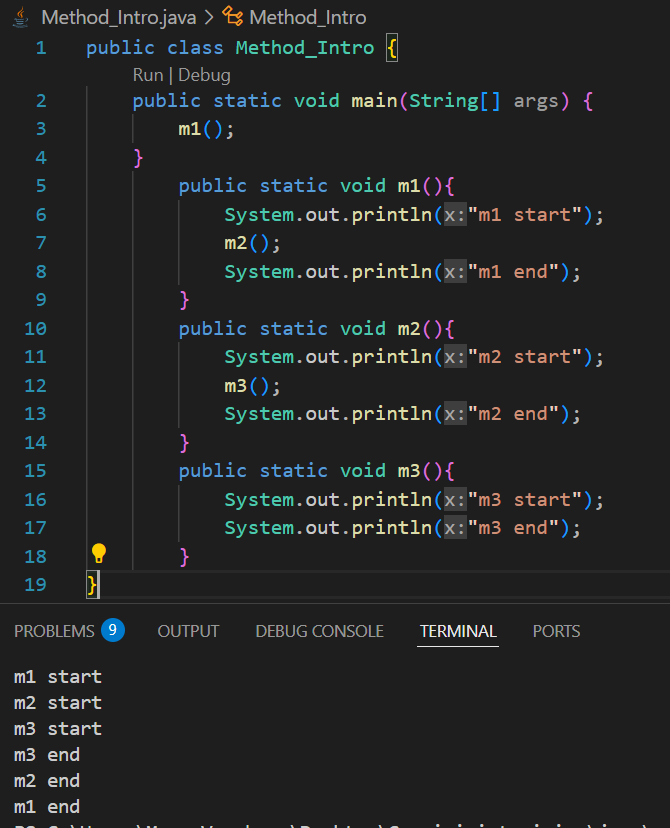 Method_Intro.java > Method_Intro
1 public class Method_Intro {
Run | Debug
2 public static void main(String[] args) {
3 m1();
4 }
5 public static void m1(){
6 System.out.println(x:"m1 start");
7 m2();
8 System.out.println(x:"m1 end");
9 }
10 public static void m2(){
11 System.out.println(x:"m2 start");
12 m3();
13 System.out.println(x:"m2 end");
14 }
15 public static void m3(){
16 System.out.println(x:"m3 start");
17 System.out.println(x:"m3 end");
18 }
19 }
PROBLEMS 9 OUTPUT DEBUG CONSOLE TERMINAL PORTS
m1 start
m2 start
m3 start
m3 end
m2 end
m1 end